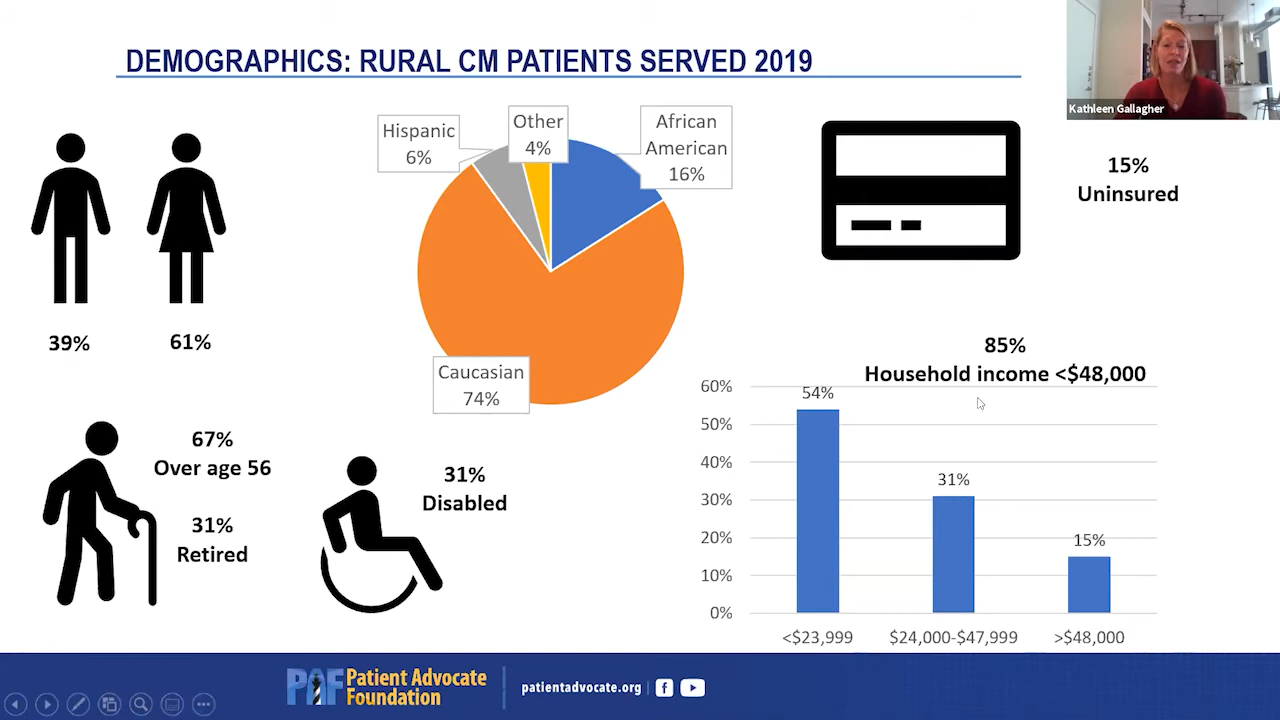 DEMOGRAPHICS: RURAL CM PATIENTS SERVED 2019
Kathleen Gallagher
39%
61%
Hispanic
6%
Other
4%
African
American
16%
Caucasian
74%
15%
Uninsured
67%
Over age 56
31%
Retired
31%
Disabled
85%
Household income <$48,000
60%
50%
40%
30%
20%
10%
0%
54%
31%
15%
<$23,999
$24,000-$47,999
>$48,000
PAF
Patient Advocate
Foundation
patientadvocate.org
f